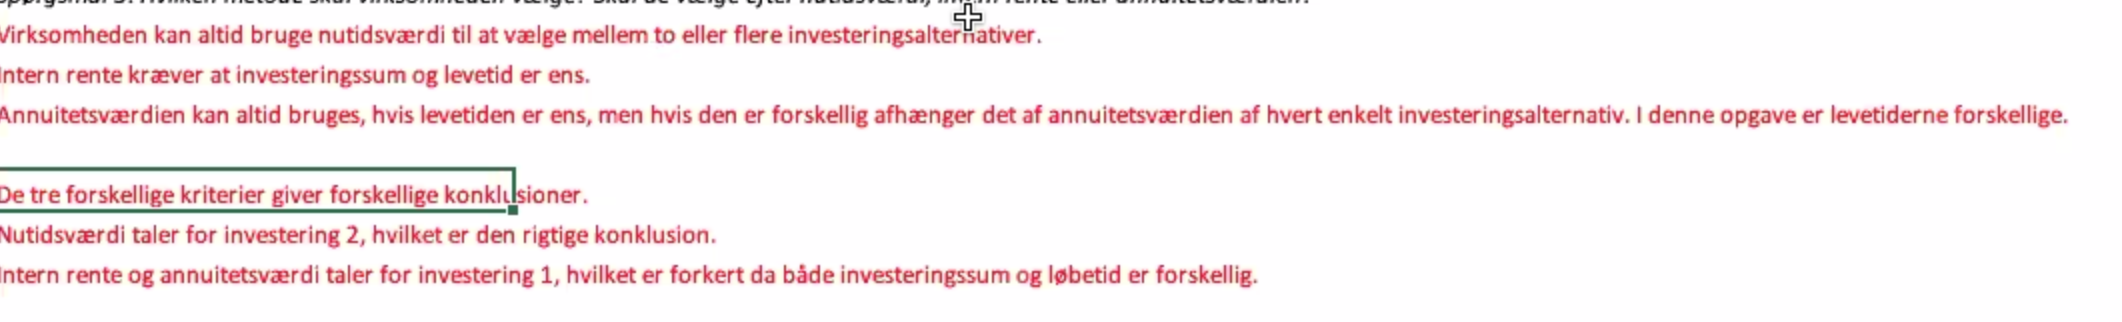 Virksomheden kan altid bruge nutidsværdi til at vælge mellem to eller flere investeringsalternativer.
Intern rente kræver at investeringssum og levetid er ens.
Annuitetsværdien kan altid bruges, hvis levetiden er ens, men hvis den er forskellig afhænger det af annuitetsværdien af hvert enkelt investeringsalternativ. I denne opgave er levetiderne forskellige.
De tre forskellige kriterier giver forskellige konklusioner.
Nutidsværdi taler for investering 2, hvilket er den rigtige konklusion.
Intern rente og annuitetsværdi taler for investering 1, hvilket er forkert da både investeringssum og løbetid er forskellig.